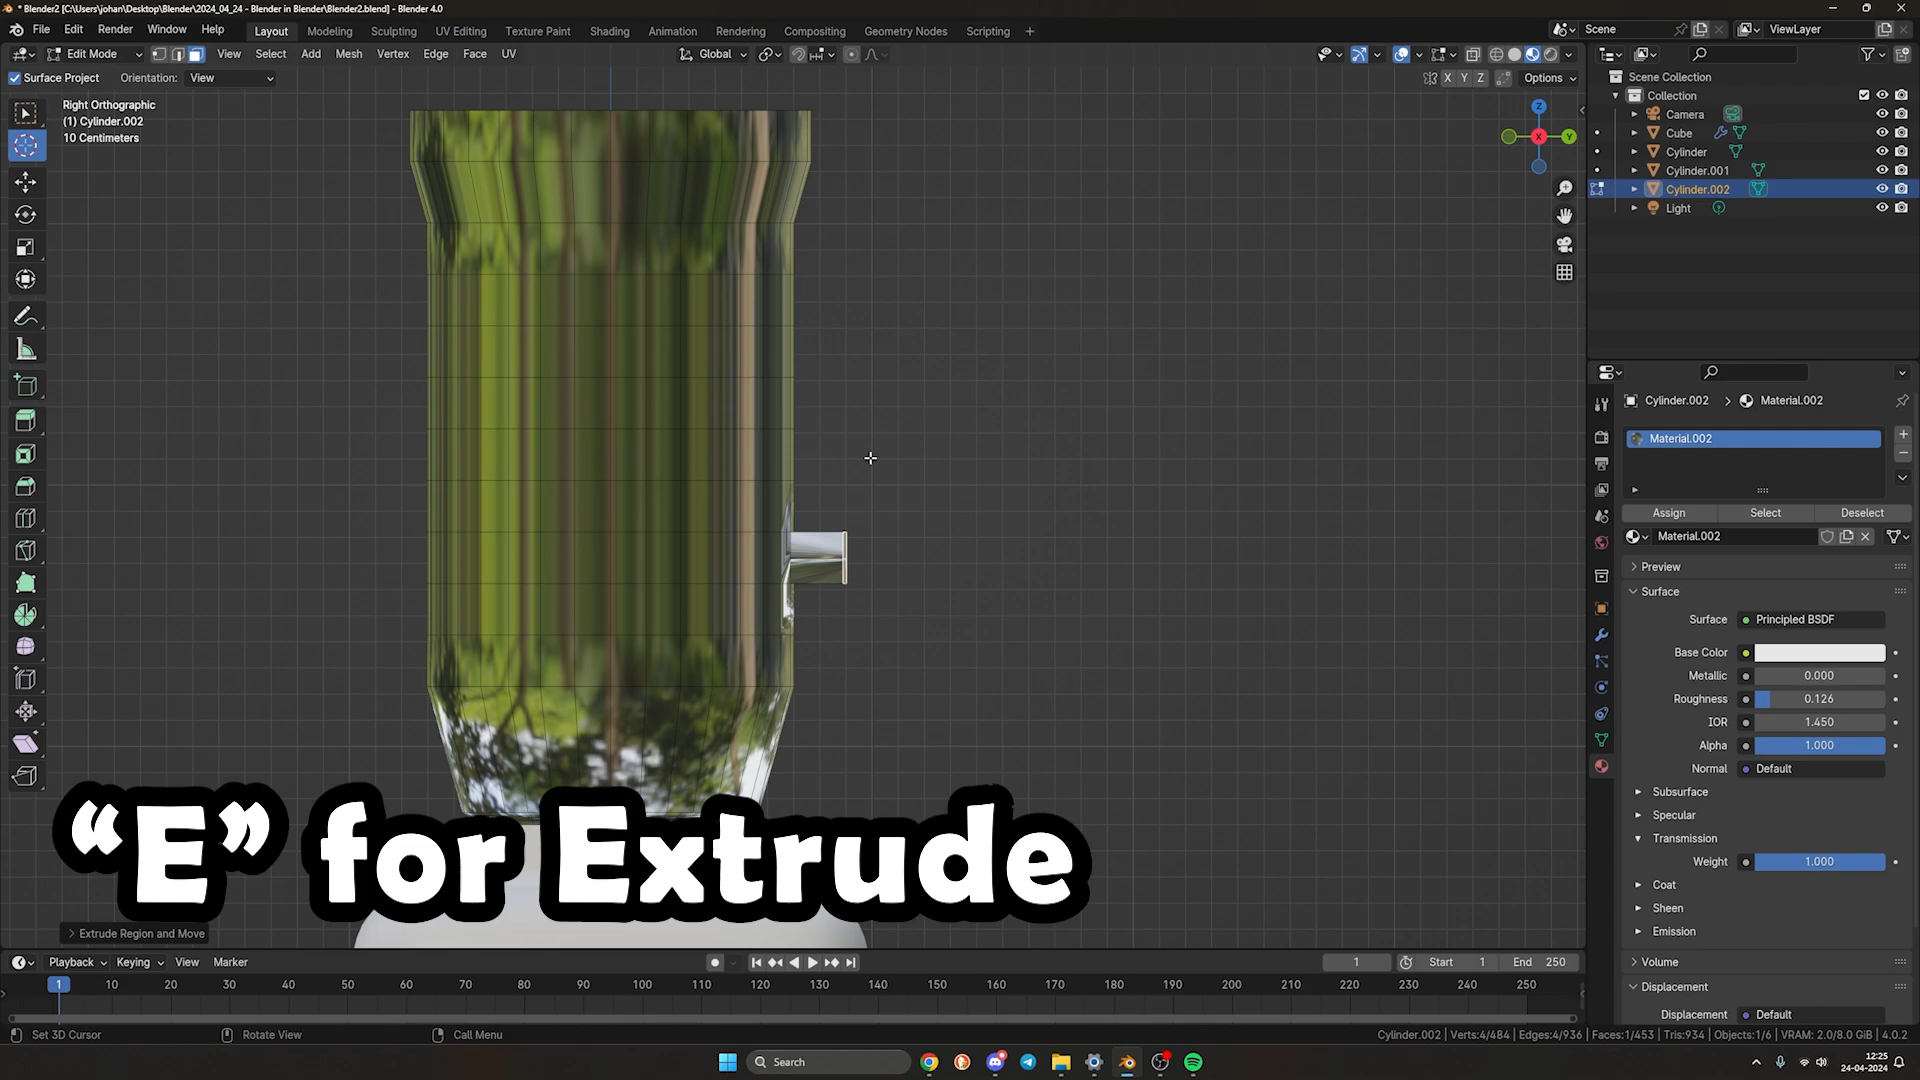 * Blender2 [C:\Users\johan\Desktop\Blender\2024_04_24 - Blender in Blender\Blender2.blend] - Blender 4.0
File Edit Render Window Help Layout Modeling Sculpting UV Editing Texture Paint Shading Animation Rendering Compositing Geometry Nodes Scripting + Scene ViewLayer
Edit Mode View Select Add Mesh Vertex Edge Face UV Global
Surface Project Orientation: View X Y Z Options
Right Orthographic
(1) Cylinder.002
10 Centimeters
Z
X
Y
Scene Collection
Collection
Camera
Cube
Cylinder
Cylinder.001
Cylinder.002
Light
Cylinder.002 > Material.002
Material.002
Assign Select Deselect
Material.002
Preview
Surface
Surface Principled BSDF
Base Color
Metallic 0.000
Roughness 0.126
IOR 1.450
Alpha 1.000
Normal Default
Subsurface
Specular
Transmission
Weight 1.000
Coat
Sheen
Emission
Volume
Displacement
Displacement Default
“E” for Extrude
Extrude Region and Move
Playback Keying View Marker 1 Start 1 End 250
1 10 20 30 40 50 60 70 80 90 100 110 120 130 140 150 160 170 180 190 200 210 220 230 240 250
Set 3D Cursor Rotate View Call Menu Cylinder.002 | Verts:4/484 | Edges:4/936 | Faces:1/453 | Tris:934 | Objects:1/6 | VRAM: 2.0/8.0 GiB | 4.0.2
Search
12:25
24-04-2024